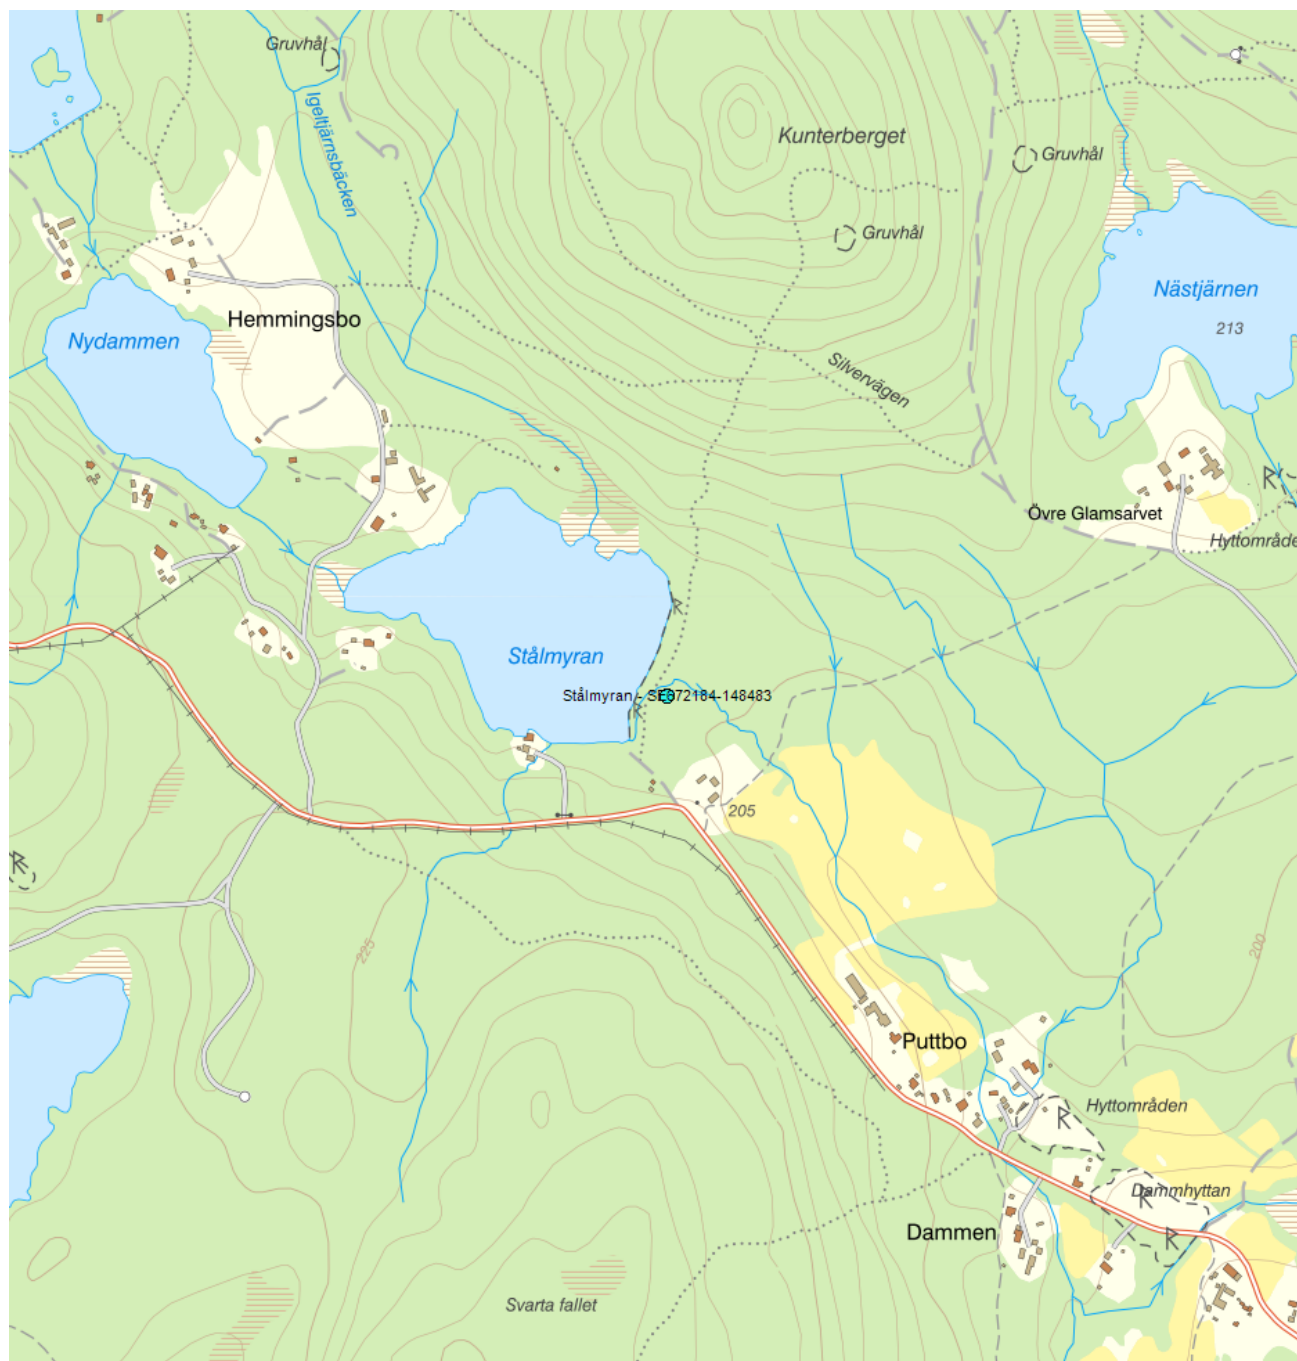 Gruvhål
Igeltjärnsbäcken
Kunterberget
Gruvhål
Gruvhål
Nästjärnen
213
Hemmingsbo
Nydammen
Silvervägen
Övre Glamsarvet
Hyttområde
Stålmyran
Stålmyran - SE672184-148483
205
225
200
Puttbo
Hyttområden
Dammhyttan
Dammen
Svarta fallet